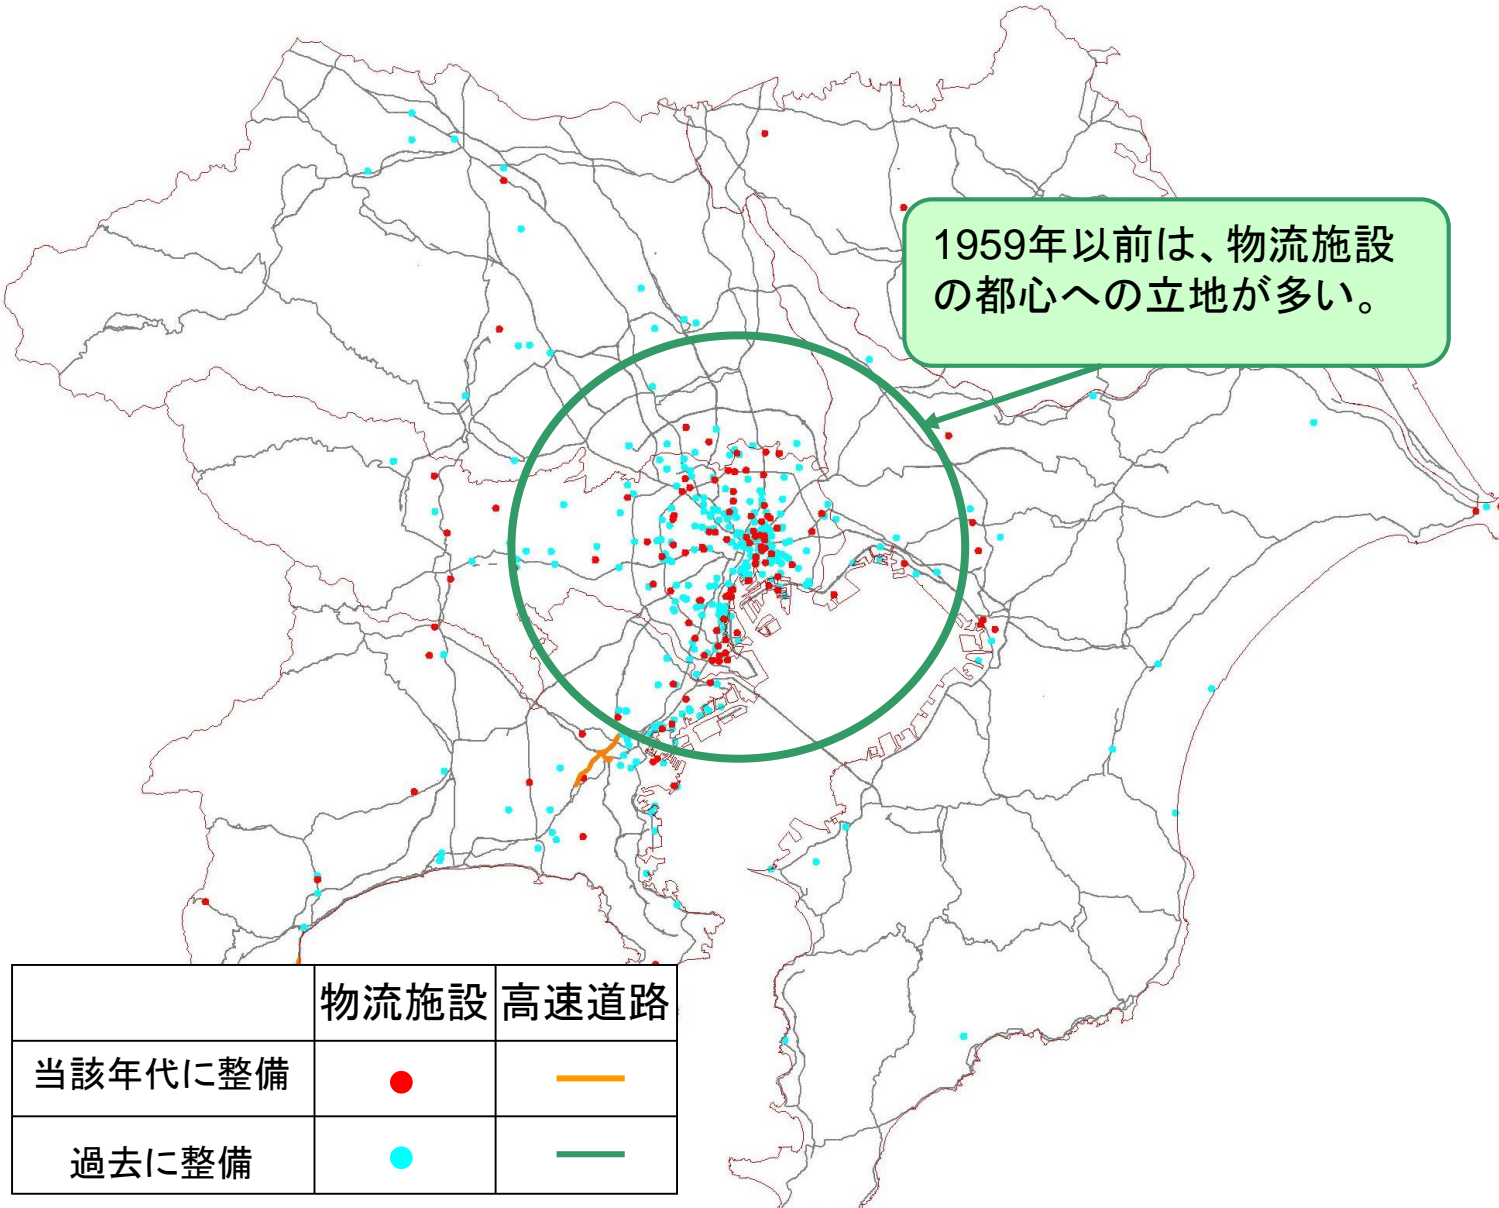 1959年以前は、物流施設
の都心への立地が多い。
物流施設 高速道路
当該年代に整備
過去に整備